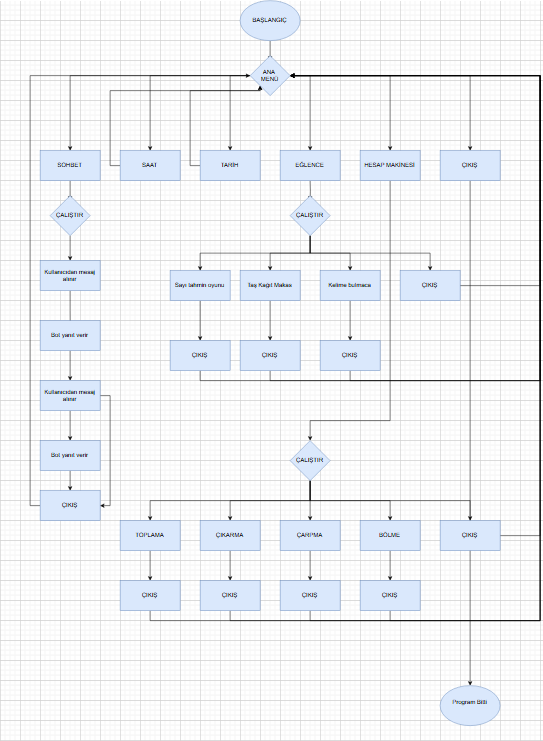 BAŞLANGIÇ
ANA
MENÜ
SOHBET
SAAT
TARİH
EĞLENCE
HESAP MAKİNESİ
ÇIKIŞ
ÇALIŞTIR
ÇALIŞTIR
Kullanıcıdan mesaj
alınır
Sayı tahmin oyunu
Taş Kağıt Makas
Kelime bulmaca
ÇIKIŞ
Bot yanıt verir
ÇIKIŞ
ÇIKIŞ
ÇIKIŞ
Kullanıcıdan mesaj
alınır
Bot yanıt verir
ÇALIŞTIR
ÇIKIŞ
TOPLAMA
ÇIKARMA
ÇARPMA
BÖLME
ÇIKIŞ
ÇIKIŞ
ÇIKIŞ
ÇIKIŞ
ÇIKIŞ
Program Bitti